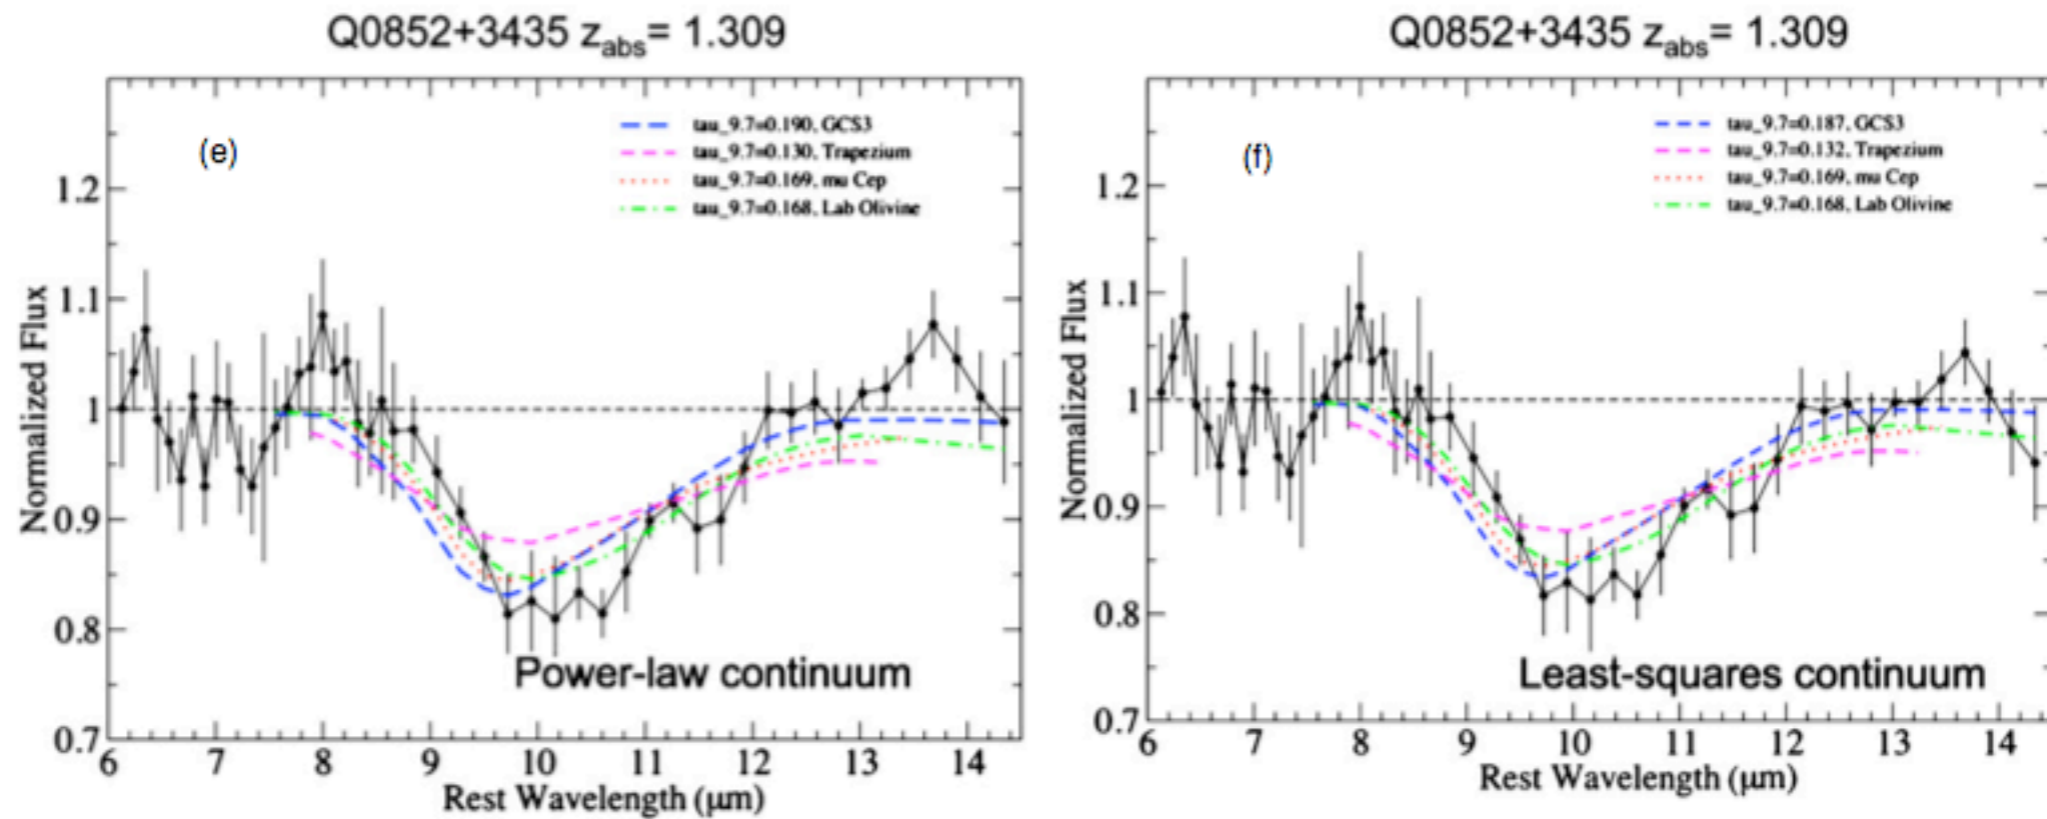 Q0852+3435 zabs= 1.309
(e)
tau_9.7=0.190, GCS3
tau_9.7=0.130, Trapezium
tau_9.7=0.169, mu Cep
tau_9.7=0.168, Lab Olivine
1.2
1.1
1
0.9
0.8
0.7
Normalized Flux
Power-law continuum
6 7 8 9 10 11 12 13 14
Rest Wavelength (μm)
Q0852+3435 zabs= 1.309
(f)
tau_9.7=0.187, GCS3
tau_9.7=0.132, Trapezium
tau_9.7=0.169, mu Cep
tau_9.7=0.168, Lab Olivine
1.2
1.1
1
0.9
0.8
0.7
Normalized Flux
Least-squares continuum
6 7 8 9 10 11 12 13 14
Rest Wavelength (μm)